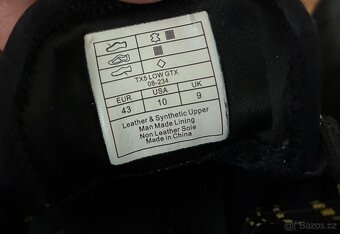 TX5 LOW GTX
08-234
EUR USA UK
43 10 9
Leather & Synthetic Upper
Man Made Lining
Non Leather Sole
Made in China
Bazos.cz